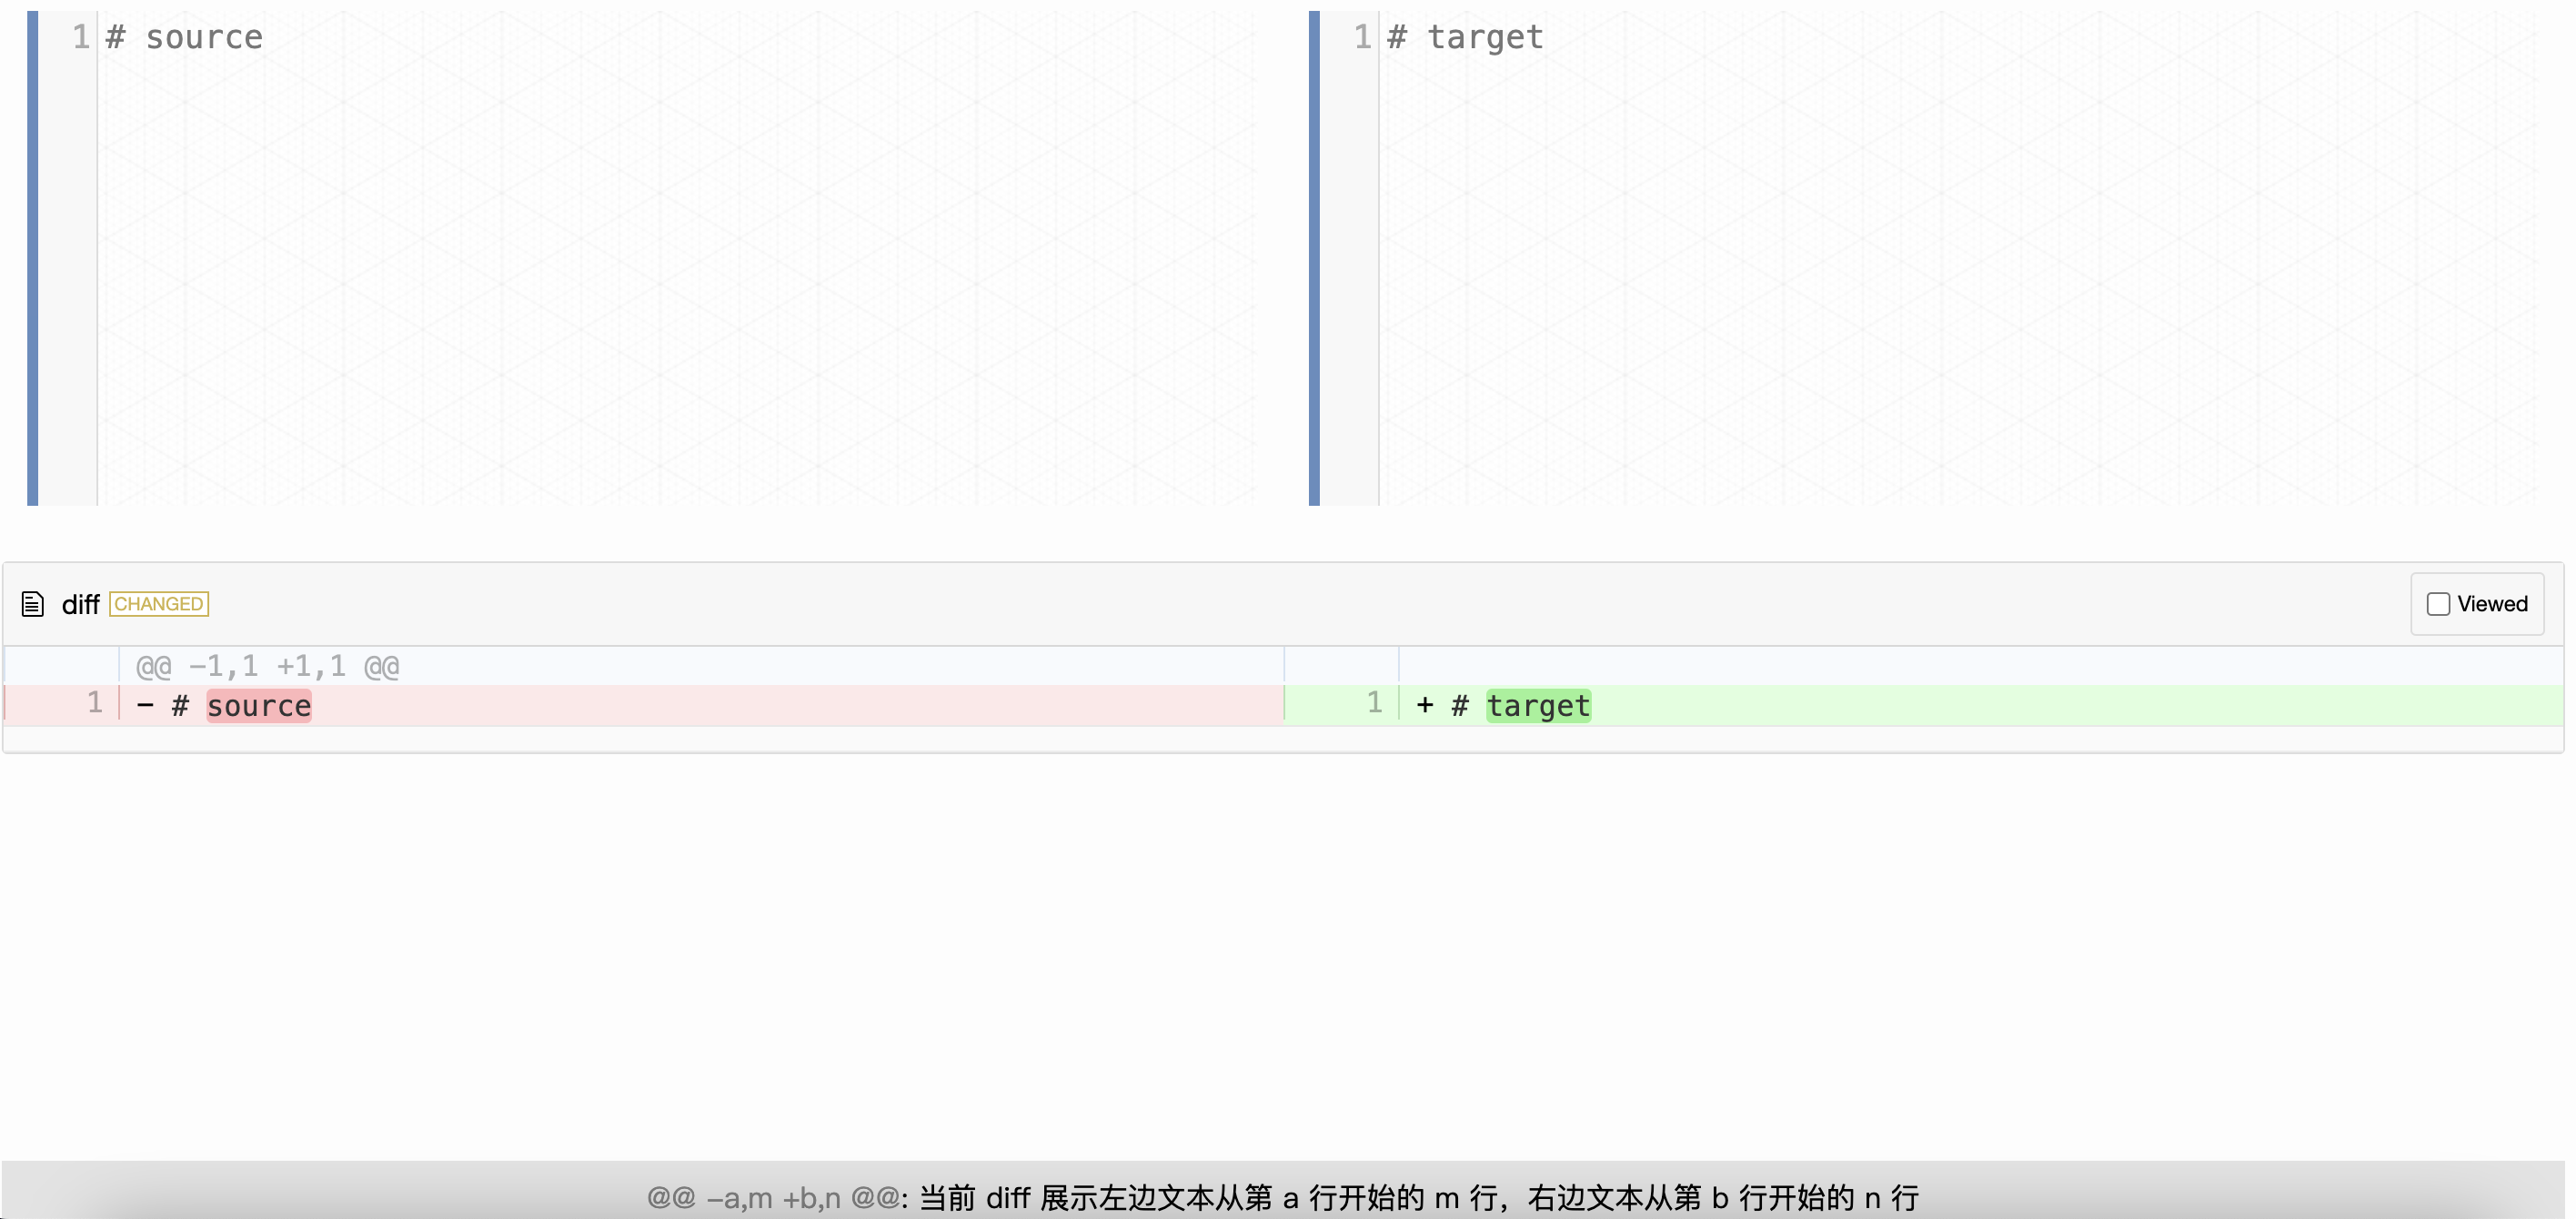 1 # source
1 # target
diff CHANGED
Viewed
@@ -1,1 +1,1 @@
1 - # source
1 + # target
@@ -a,m +b,n @@: 当前 diff 展示左边文本从第 a 行开始的 m 行，右边文本从第 b 行开始的 n 行